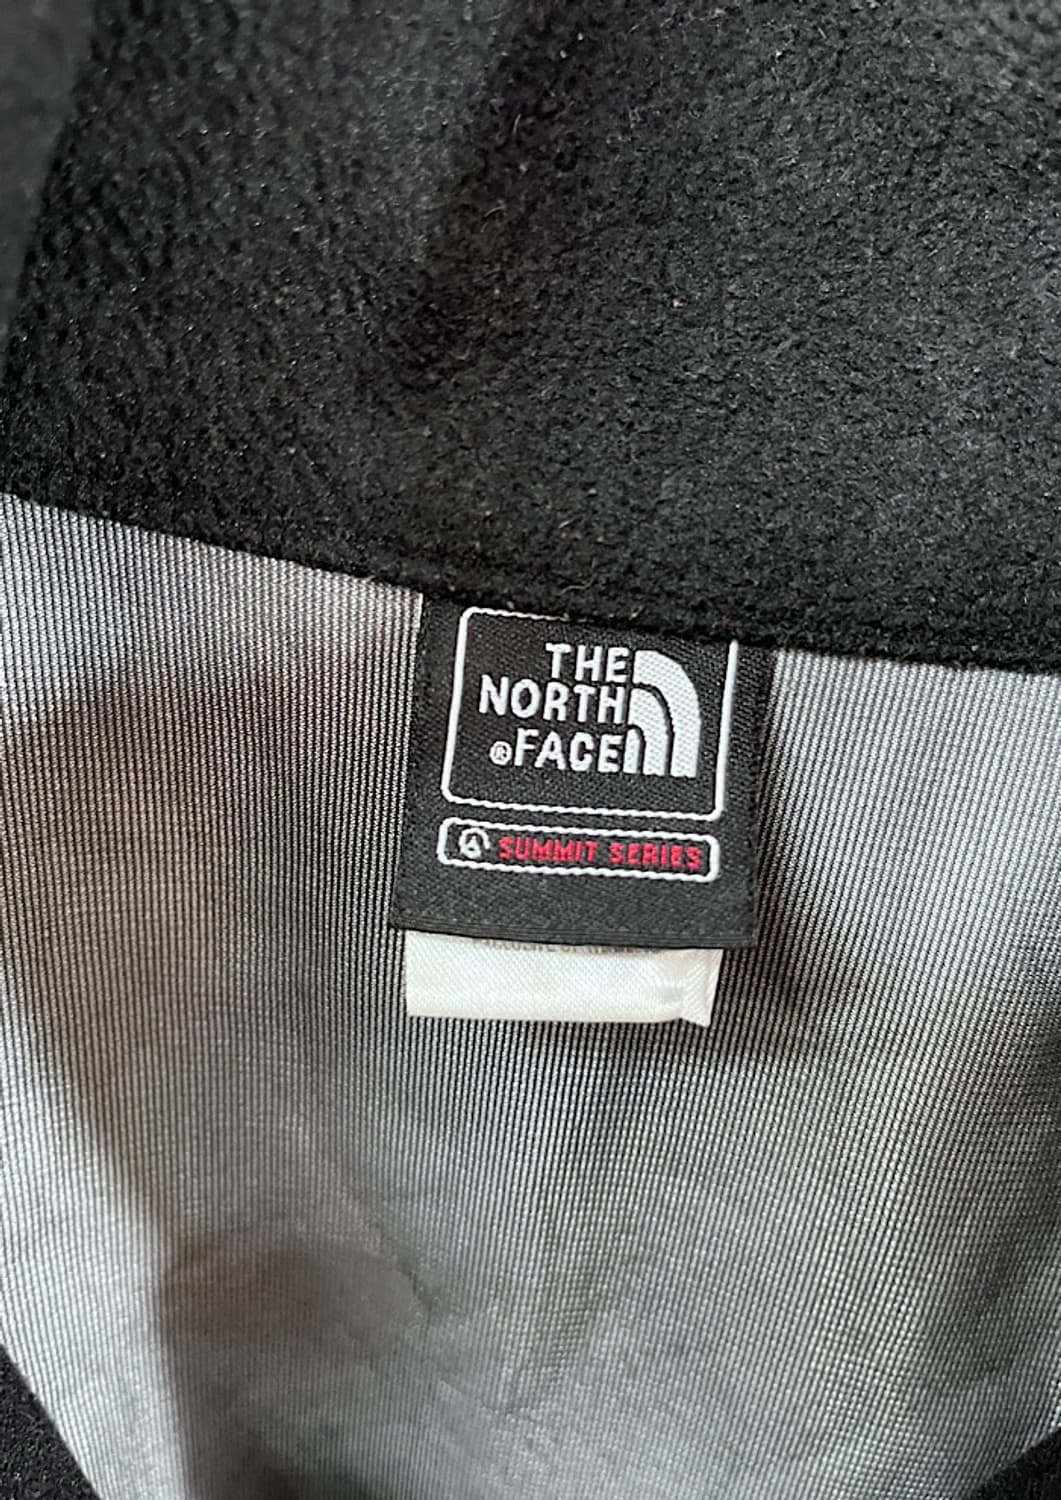 THE
NORTH
®FACE
SUMMIT SERIES